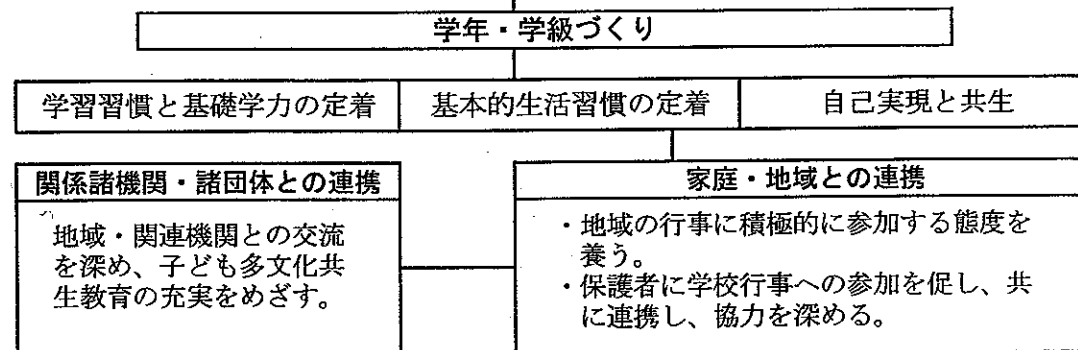 学年・学級づくり
学習習慣と基礎学力の定着
基本的生活習慣の定着
自己実現と共生
関係諸機関・諸団体との連携
地域・関連機関との交流
を深め、子ども多文化共
生教育の充実をめざす。
家庭・地域との連携
・地域の行事に積極的に参加する態度を
養う。
・保護者に学校行事への参加を促し、共
に連携し、協力を深める。